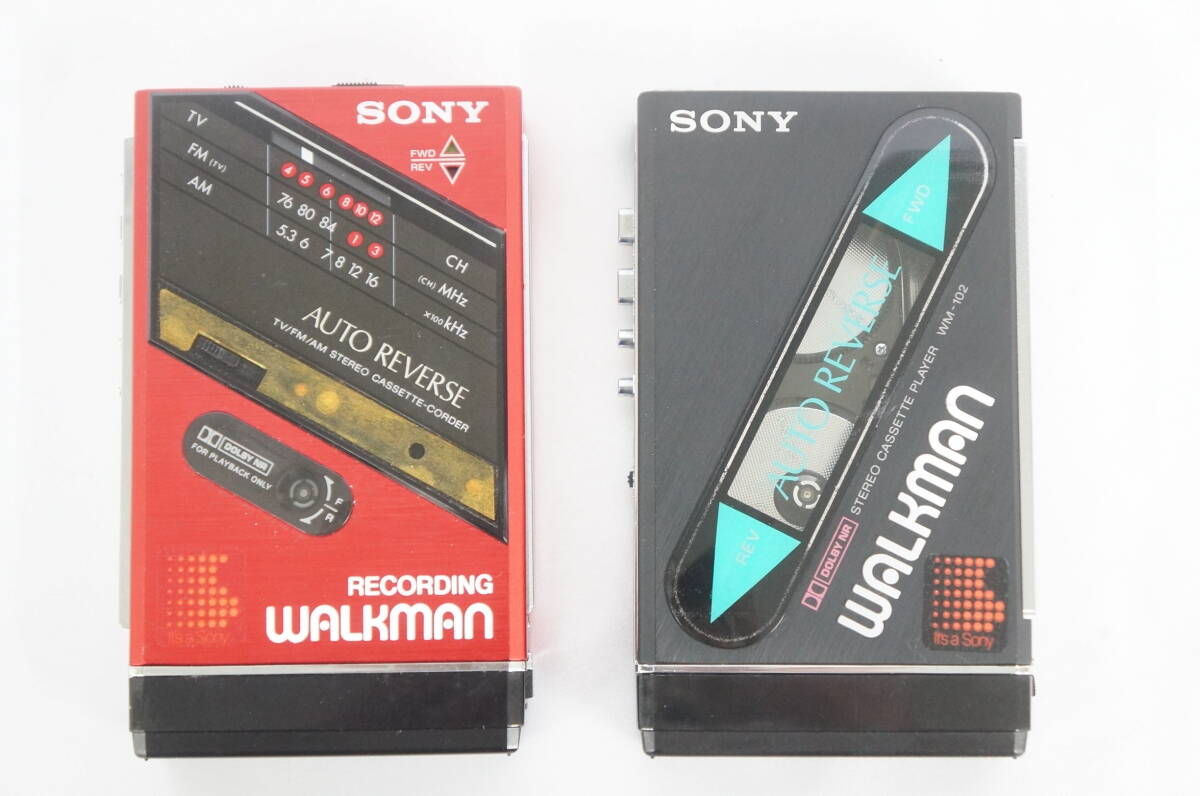 SONY
FWD
REV
TV
FM (TV)
AM
4 5 6 8 10 12
76 80 84 1 3
5.3 6 7 8 12 16
CH
(CH) MHz
x100 kHz
AUTO REVERSE
TV/FM/AM STEREO CASSETTE-CORDER
DOLBY NR
FOR PLAYBACK ONLY
F
R
It's a Sony
RECORDING
WALKMAN
SONY
FWD
AUTO REVERSE
REV
DOLBY NR STEREO CASSETTE PLAYER WM-102
WALKMAN
It's a Sony